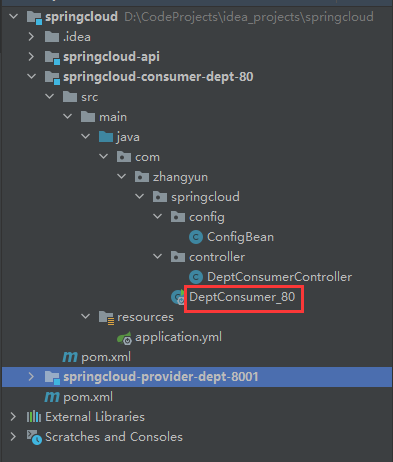 springcloud D:\CodeProjects\idea_projects\springcloud
.idea
springcloud-api
springcloud-consumer-dept-80
src
main
java
com
zhangyun
springcloud
config
ConfigBean
controller
DeptConsumerController
DeptConsumer_80
resources
application.yml
pom.xml
springcloud-provider-dept-8001
pom.xml
External Libraries
Scratches and Consoles